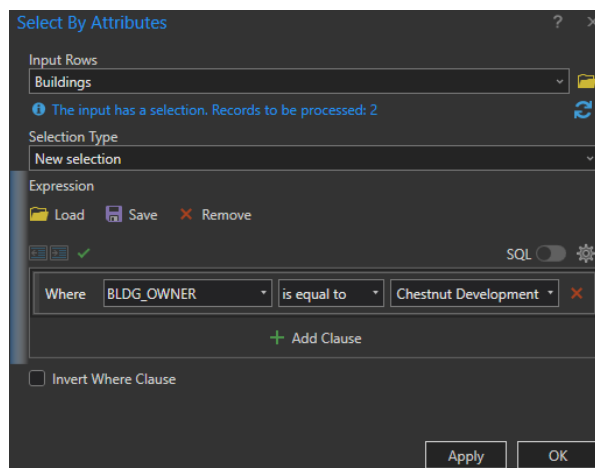 Select By Attributes ?
Input Rows
Buildings
The input has a selection. Records to be processed: 2
Selection Type
New selection
Expression
Load Save Remove
SQL
Where BLDG_OWNER is equal to Chestnut Development
Add Clause
Invert Where Clause
Apply OK